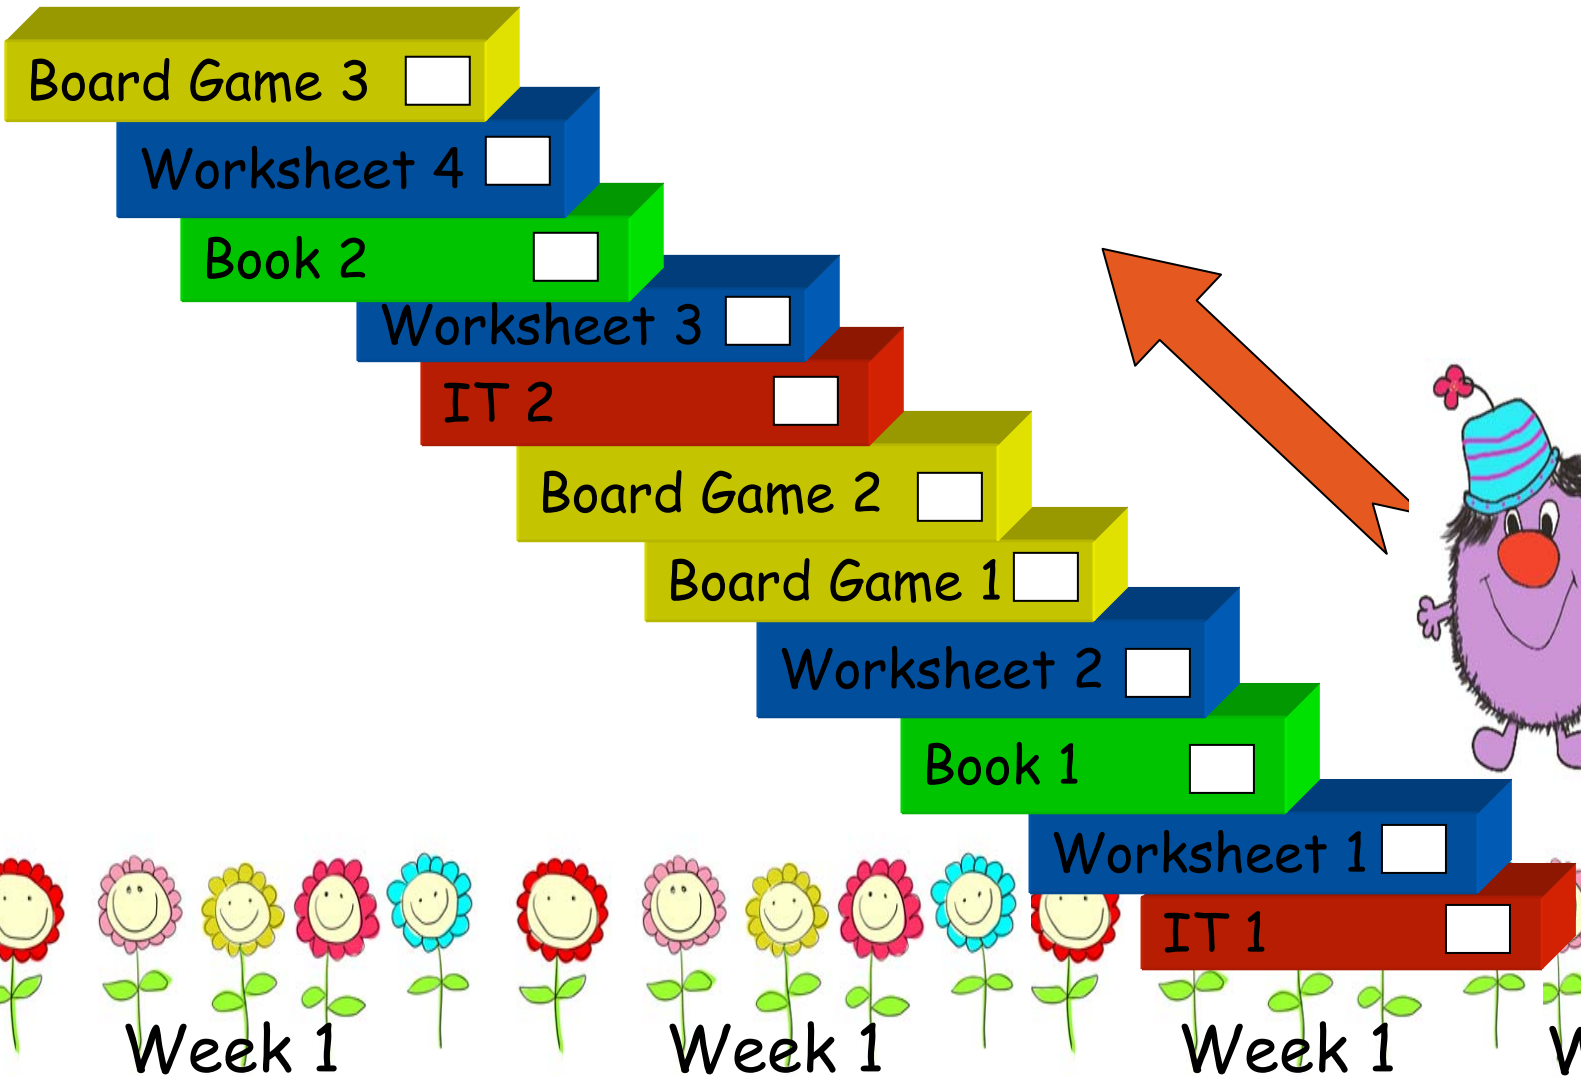 Board Game 3
Worksheet 4
Book 2
Worksheet 3
IT 2
Board Game 2
Board Game 1
Worksheet 2
Book 1
Worksheet 1
IT 1
Week 1
Week 1
Week 1